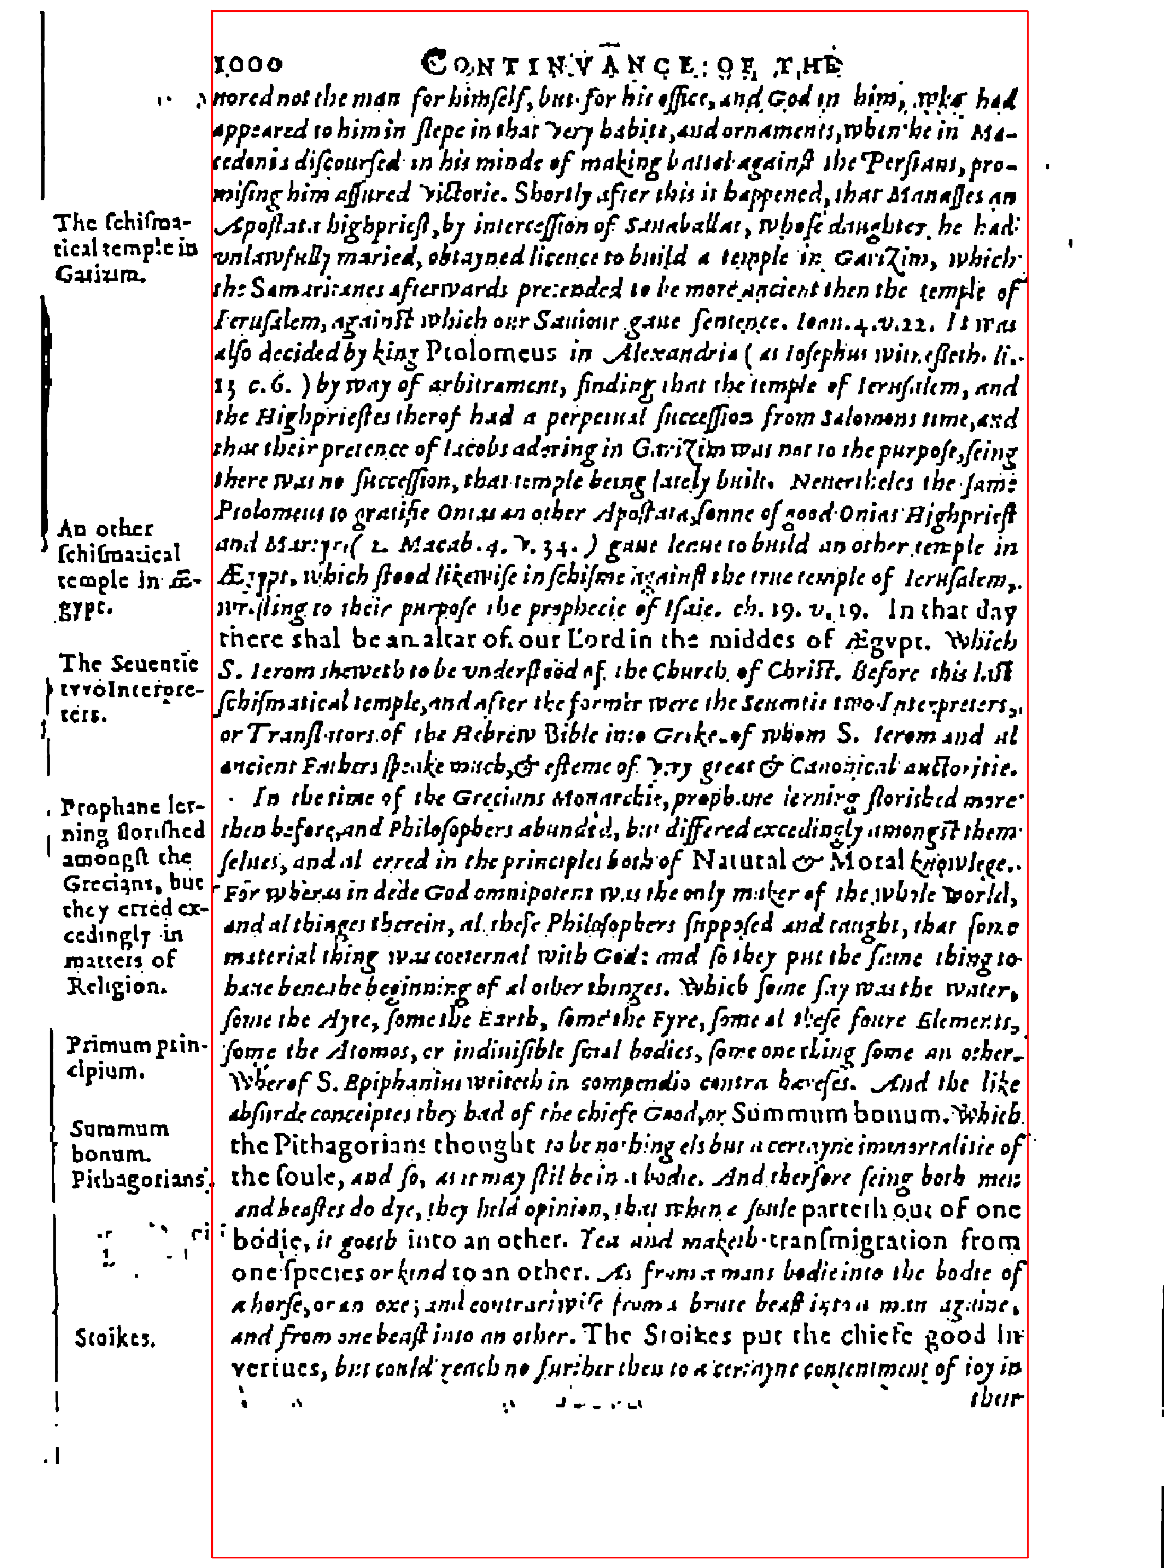 1000 CONTINVANCE OF THE
nored not the man for himſelf, but for his office, and God in him, who had
appeared to him in ſlepe in that very habite, and ornaments, when he in Ma-
cedonia diſcourſed in his minde of making battel againſt the Perſians, pro-
miſing him aſſured victorie. Shortly after this it happened, that Manaſſes an
Apoſtata highprieſt, by interceſſion of Sanaballat, whoſe daughter he had
vnlawfully maried, obtayned licence to build a temple in Garizim, which
the Samaritanes afterwards pretended to be more ancient then the temple of
Ieruſalem, againſt which our Sauiour gaue ſentence. Ioan. 4. v. 22. It was
alſo decided by king Ptolomeus in Alexandria (as Ioſephus witneſſeth. li.
13 c. 6. ) by way of arbitrament, finding that the temple of Ieruſalem, and
the Highprieſtes therof had a perpetual ſucceſſion from Salomons time, and
that their pretence of Iacobs adoring in Garizim was not to the purpoſe, ſeing
there was no ſucceſſion, that temple being lately built. Neuertheles the ſame
Ptolomeus to gratifie Onias an other Apoſtata, ſonne of good Onias Highprieſt
and Martyr ( 2. Macab. 4. v. 34. ) gaue leaue to build an other temple in
Ægypt, which ſtood likewiſe in ſchiſme againſt the true temple of Ieruſalem,
wreſting to their purpoſe the prophecie of Iſaie. ch. 19. v. 19. In that day
there shal be an altar of our Lord in the middes of Ægypt. Which
S. Ierom sheweth to be vnderſtood of the Church of Chriſt. Before this laſt
ſchiſmatical temple, and after the former were the Seuentie two Interpreters,
or Tranſlators of the Hebrew Bible into Greke. of whom S. Ierom and al
ancient Fathers ſpeake much, & eſteme of very great & Canonical auctoritie.
In the time of the Grecians Monarchie, prophane lerning florished more
then before, and Philoſophers abunded, but differed excedingly amongſt them
ſelues, and al erred in the principles both of Natural & Moral knowlege.
For wheras in dede God omnipotent was the only maker of the whole world,
and al thinges therein, al theſe Philoſophers ſuppoſed and taught, that ſome
material thing was coeternal with God: and ſo they put the ſame thing to
haue bene the beginning of al other thinges. Which ſome ſay was the water,
ſome the Ayre, ſome the Earth, ſome the Fyre, ſome al theſe foure Elements,
ſome the Atomos, or indiuiſible ſmal bodies, ſome one thing ſome an other.
Wherof S. Epiphanius writeth in compendio contra hæreſes. And the like
abſurde conceiptes they had of the chiefe Good, or Summum bonum. Which
the Pithagorians thought to be nothing els but a certayne immortalitie of
the ſoule, and ſo, as it may ſtil be in a bodie. And therfore ſeing both men
and beaſtes do dye, they held opinion, that when a ſoule parteth out of one
bodie, it goeth into an other. Yea and maketh tranſmigration from
one ſpecies or kind to an other. As from a mans bodie into the bodie of
a horſe, or an oxe; and contrariwiſe from a brute beaſt into a man againe,
and from one beaſt into an other. The Stoikes put the chiefe good in
vertues, but could reach no further then to a certayne contentment of ioy in
their
The ſchiſma-
tical temple in
Garizim.
An other
ſchiſmatical
temple in Æ-
gypt.
The Seuentie
two Interpre-
ters.
Prophane ler-
ning floriſhed
amongſt the
Grecians, but
they erred ex-
cedingly in
matters of
Religion.
Primum prin-
cipium.
Summum
bonum.
Pithagorians
Stoikes.